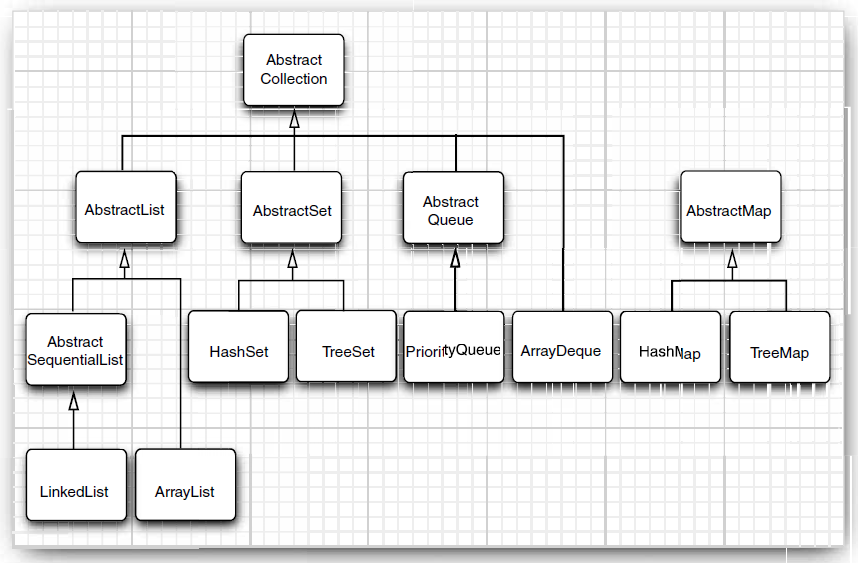 Abstract
Collection
AbstractList
AbstractSet
Abstract
Queue
AbstractMap
Abstract
SequentialList
HashSet
TreeSet
PriorityQueue
ArrayDeque
HashMap
TreeMap
LinkedList
ArrayList